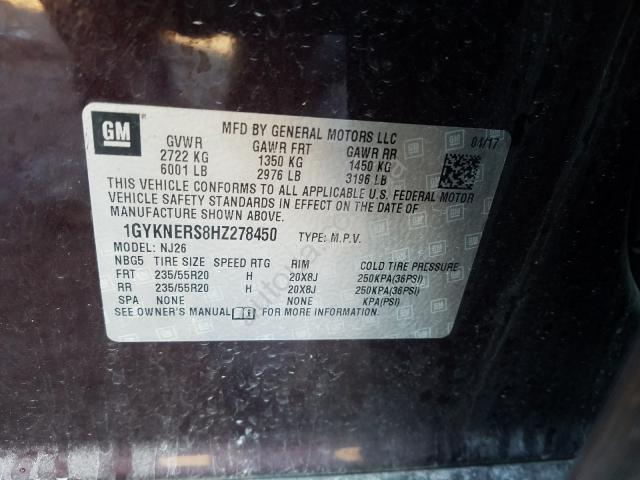 GM
MFD BY GENERAL MOTORS LLC 04/17
GVWR GAWR FRT GAWR RR
2722 KG 1350 KG 1450 KG
6001 LB 2976 LB 3196 LB
THIS VEHICLE CONFORMS TO ALL APPLICABLE U.S. FEDERAL MOTOR
VEHICLE SAFETY STANDARDS IN EFFECT ON THE DATE OF
MANUFACTURE SHOWN ABOVE.
1GYKNERS8HZ278450 TYPE: M.P.V.
MODEL: NJ26
NBG5 TIRE SIZE SPEED RTG RIM COLD TIRE PRESSURE
FRT 235/55R20 H 20X8J 250KPA(36PSI)
RR 235/55R20 H 20X8J 250KPA(36PSI)
SPA NONE NONE KPA(PSI)
SEE OWNER'S MANUAL FOR MORE INFORMATION.